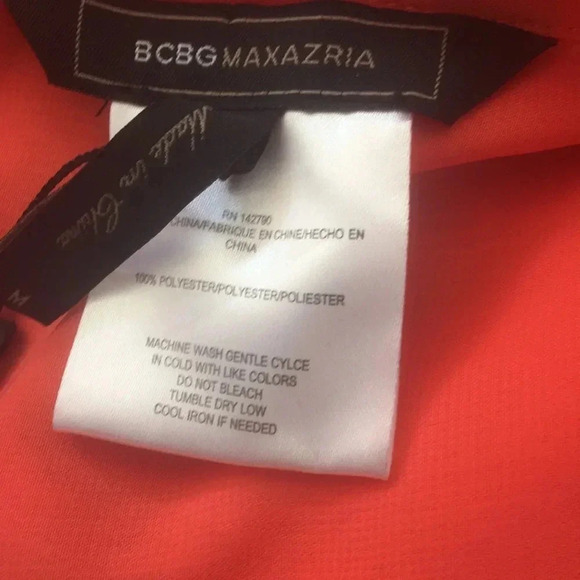 BCBGMAXAZRIA
Made in China
M
RN 142790
CHINA/FABRIQUE EN CHINE/HECHO EN
CHINA
100% POLYESTER/POLYESTER/POLIESTER
MACHINE WASH GENTLE CYLCE
IN COLD WITH LIKE COLORS
DO NOT BLEACH
TUMBLE DRY LOW
COOL IRON IF NEEDED